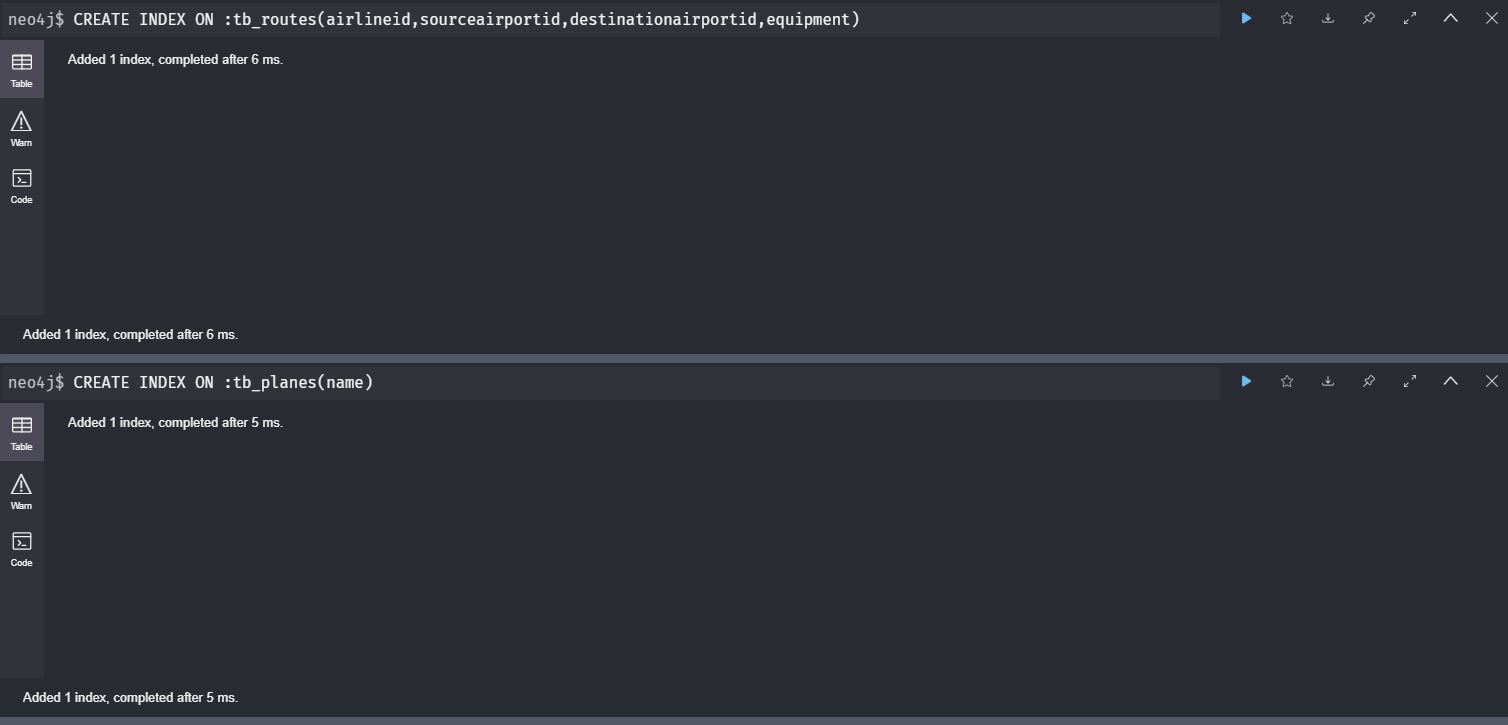 neo4j$ CREATE INDEX ON :tb_routes(airlineid,sourceairportid,destinationairportid,equipment)
Table
Added 1 index, completed after 6 ms.
Warn
Code
Added 1 index, completed after 6 ms.
neo4j$ CREATE INDEX ON :tb_planes(name)
Table
Added 1 index, completed after 5 ms.
Warn
Code
Added 1 index, completed after 5 ms.